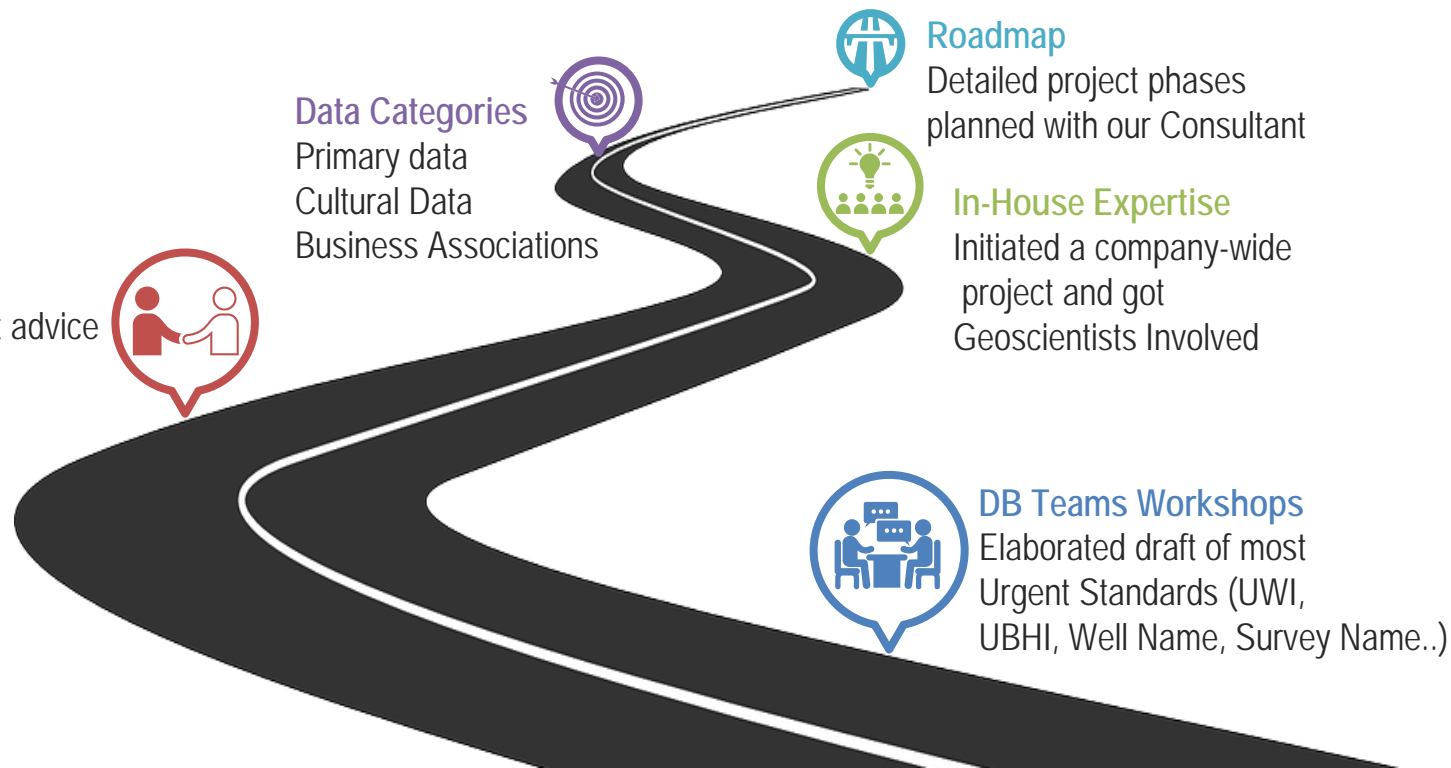 Roadmap
Detailed project phases
planned with our Consultant
Data Categories
Primary data
Cultural Data
Business Associations
In-House Expertise
Initiated a company-wide
project and got
Geoscientists Involved
advice
DB Teams Workshops
Elaborated draft of most
Urgent Standards (UWI,
UBHI, Well Name, Survey Name..)